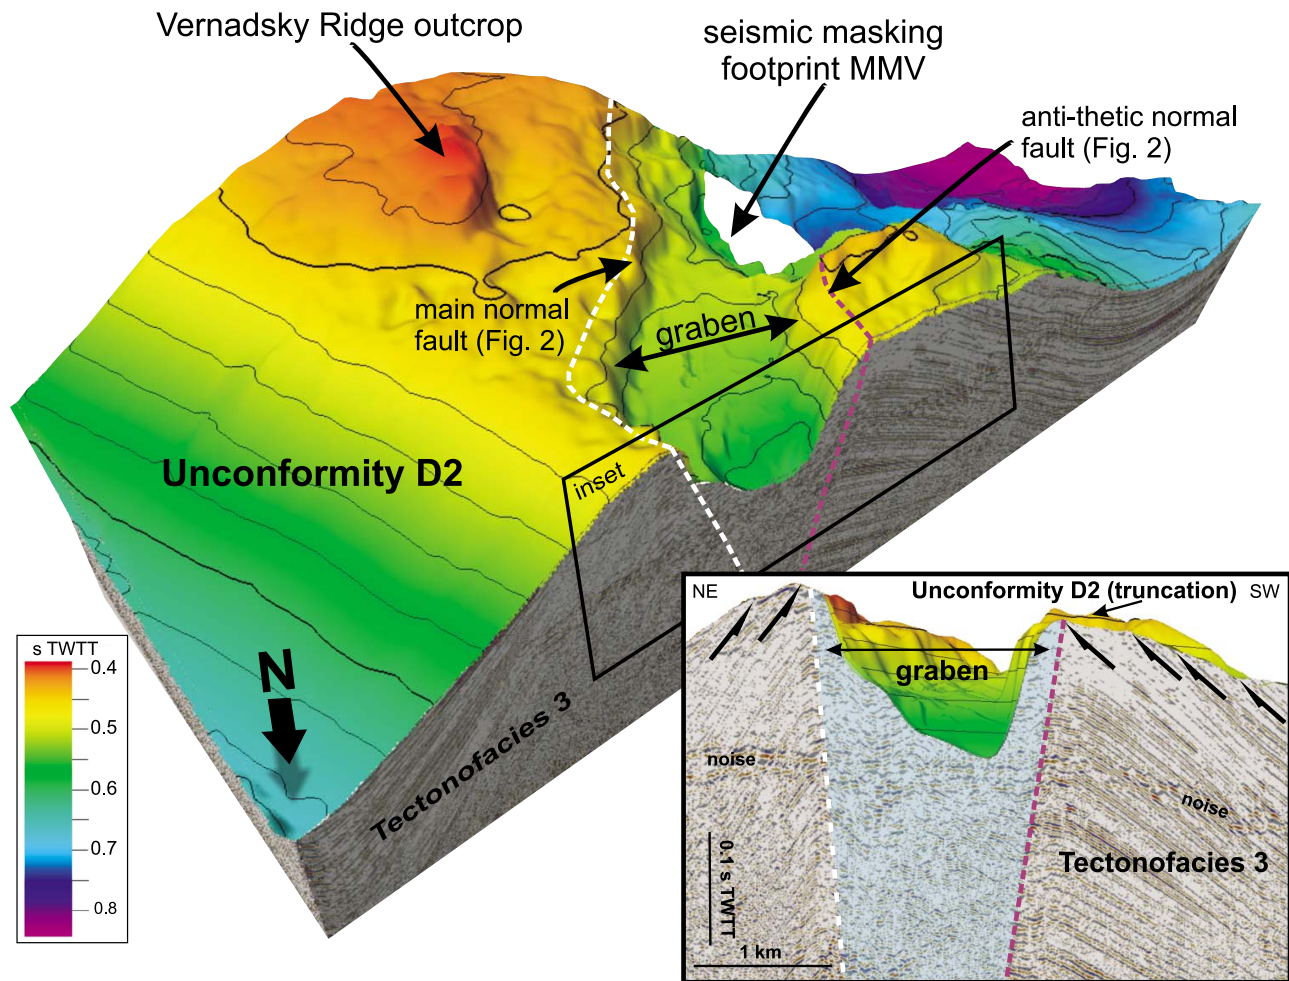 Vernadsky Ridge outcrop
seismic masking
footprint MMV
anti-thetic normal
fault (Fig. 2)
main normal
fault (Fig. 2)
graben
Unconformity D2
inset
N
Tectonofacies 3
s TWTT
0.4
0.5
0.6
0.7
0.8
NE
Unconformity D2 (truncation)
SW
graben
noise
noise
Tectonofacies 3
0.1 s TWTT
1 km